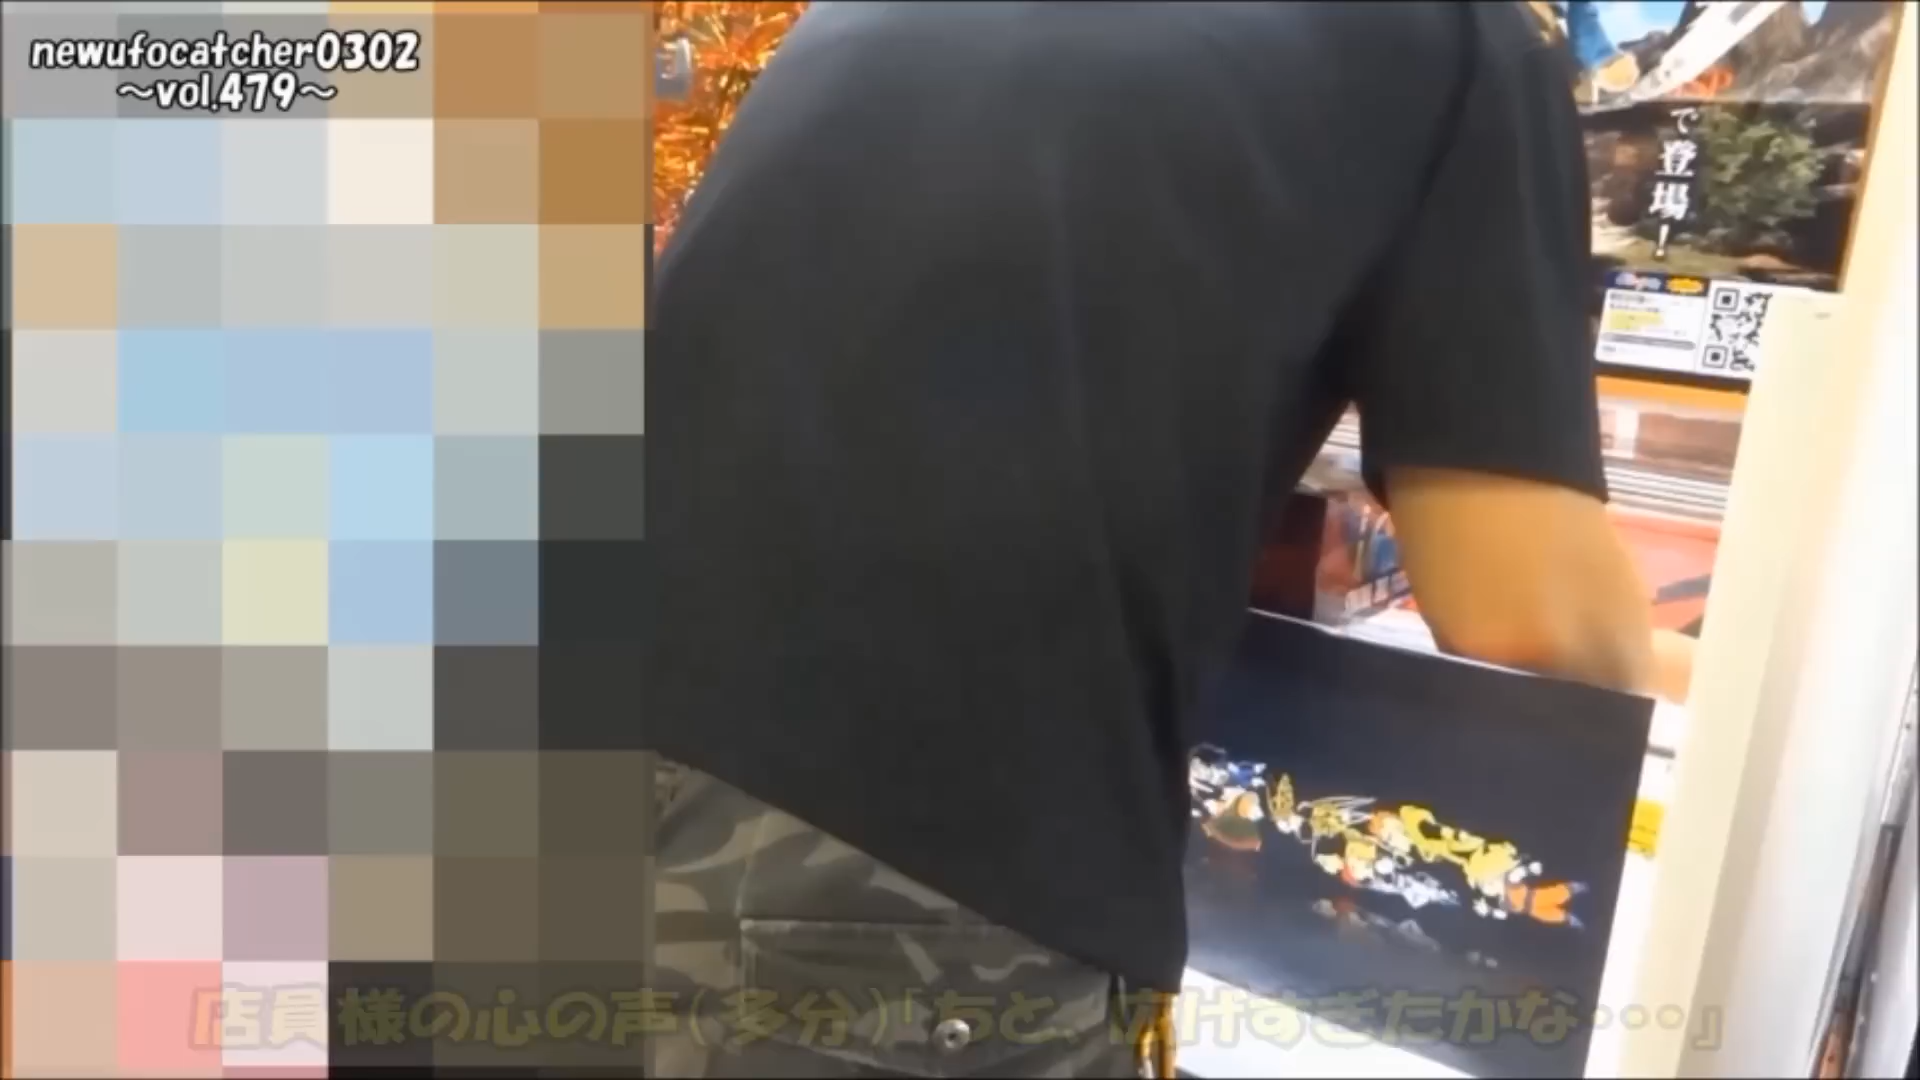 newufocatcher0302
～vol.479～
で登場！
店員様の心の声（多分）「ちと、広げすぎたかな・・・」